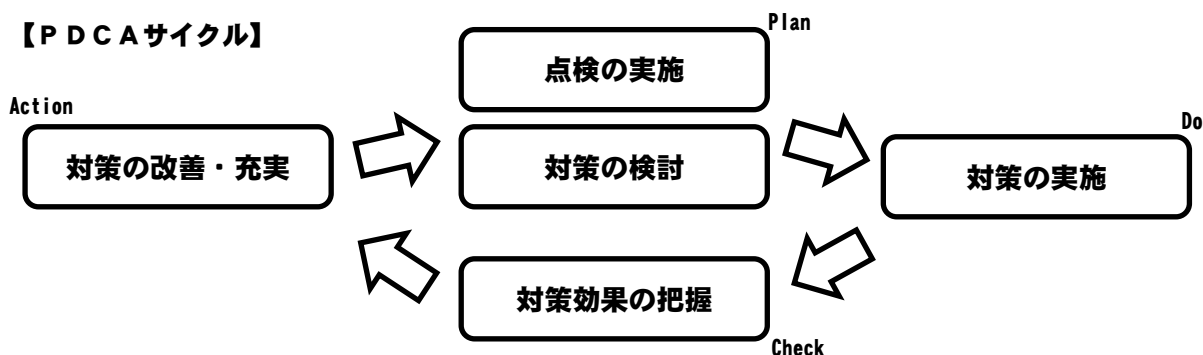 【ＰＤＣＡサイクル】
Plan
点検の実施
Action
対策の改善・充実
対策の検討
Do
対策の実施
対策効果の把握
Check